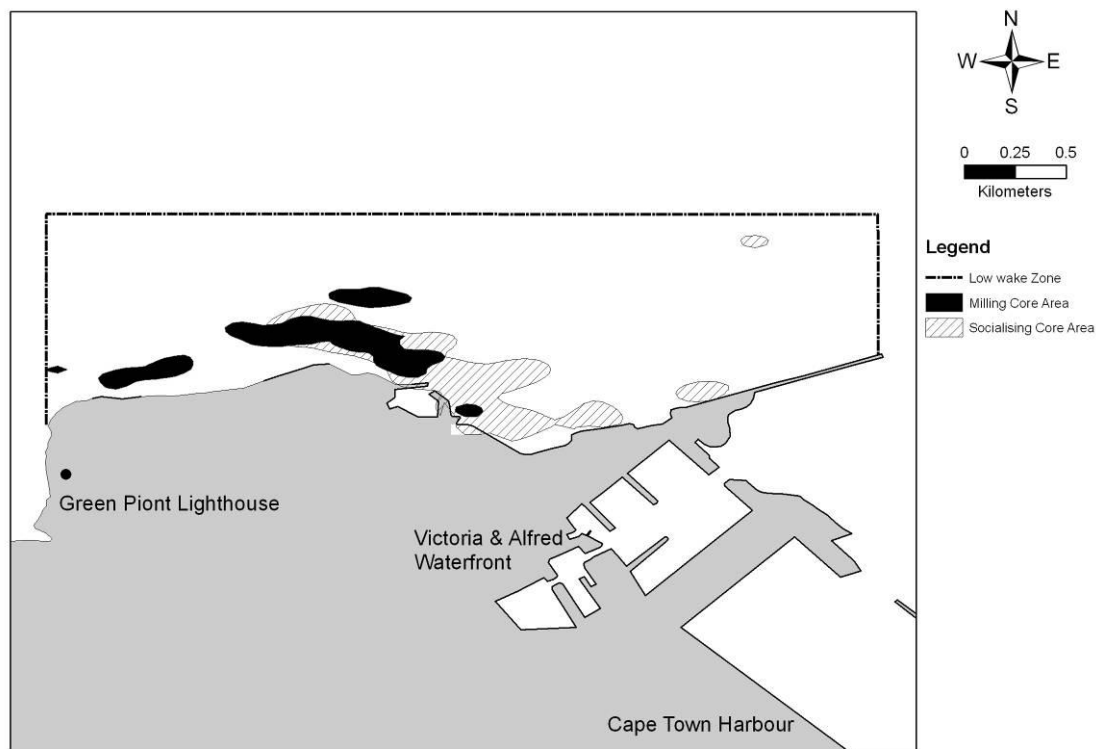 N
W E
S
0 0.25 0.5
Kilometers
Legend
Low wake Zone
Milling Core Area
Socialising Core Area
Green Piont Lighthouse
Victoria & Alfred
Waterfront
Cape Town Harbour